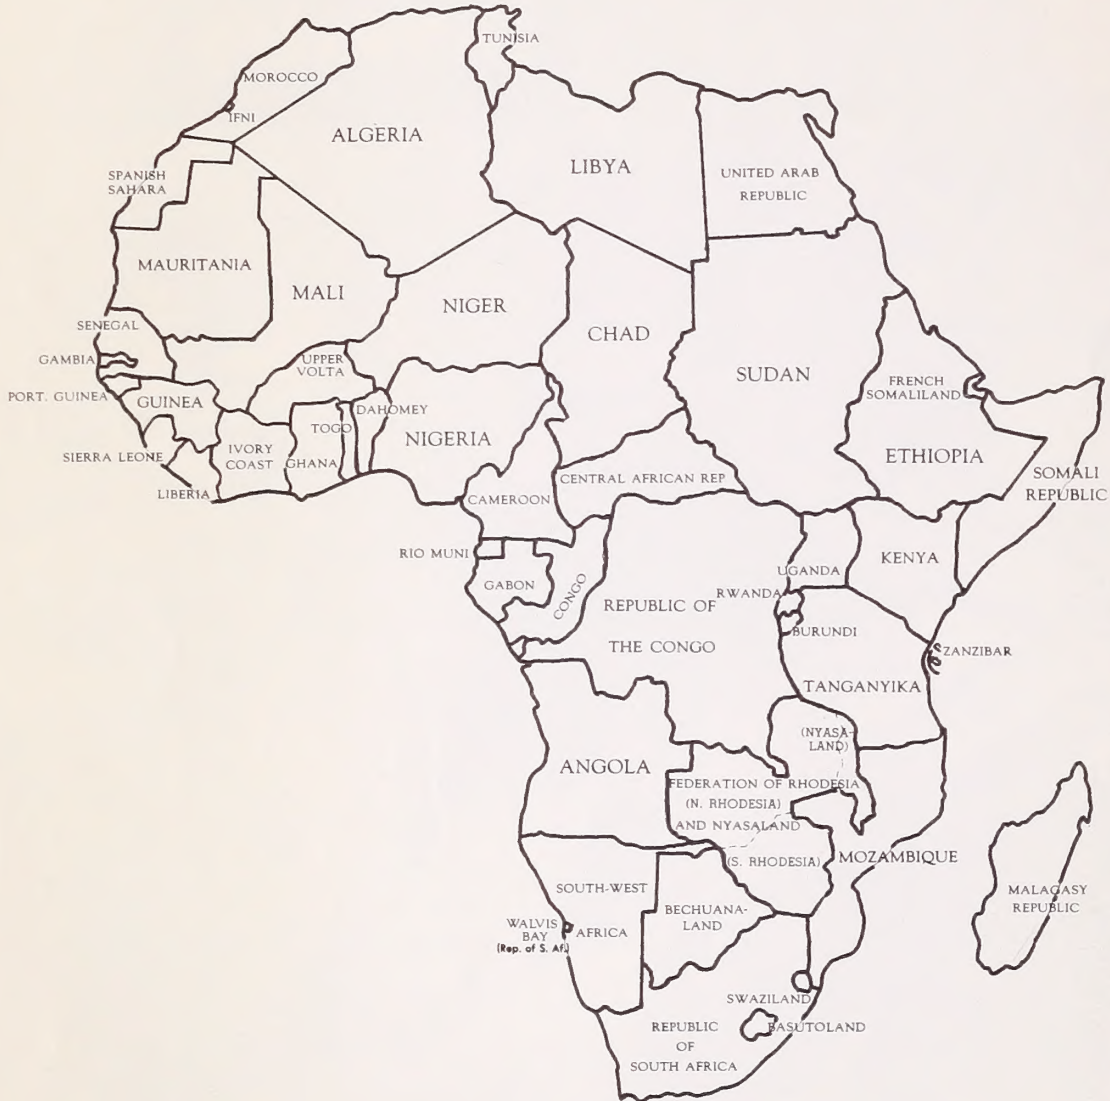 TUNISIA
MOROCCO
IFNI
ALGERIA
LIBYA
UNITED ARAB
REPUBLIC
SPANISH
SAHARA
MAURITANIA
MALI
NIGER
CHAD
SUDAN
SENEGAL
GAMBIA
PORT. GUINEA
GUINEA
UPPER
VOLTA
DAHOMEY
TOGO
NIGERIA
FRENCH
SOMALILAND
ETHIOPIA
SOMALI
REPUBLIC
SIERRA LEONE
LIBERIA
IVORY
COAST
GHANA
CAMEROON
CENTRAL AFRICAN REP
RIO MUNI
GABON
CONGO
REPUBLIC OF
THE CONGO
UGANDA
KENYA
RWANDA
BURUNDI
ZANZIBAR
TANGANYIKA
(NYASA-
LAND)
ANGOLA
FEDERATION OF RHODESIA
(N. RHODESIA)
AND NYASALAND
(S. RHODESIA)
MOZAMBIQUE
MALAGASY
REPUBLIC
SOUTH-WEST
AFRICA
WALVIS
BAY
(Rep. of S. Af.)
BECHUANA-
LAND
SWAZILAND
BASUTOLAND
REPUBLIC
OF
SOUTH AFRICA